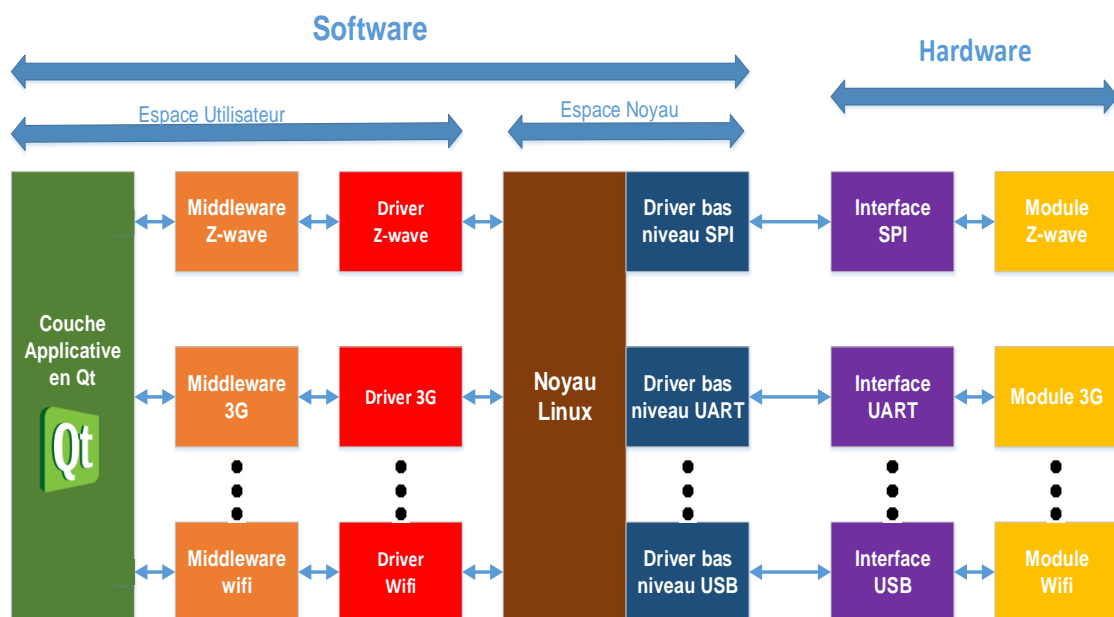 Software
Hardware
Espace Utilisateur
Espace Noyau
Couche
Applicative
en Qt
Qt
Middleware
Z-wave
Driver
Z-wave
Noyau
Linux
Driver bas
niveau SPI
Interface
SPI
Module
Z-wave
Middleware
3G
Driver 3G
Driver bas
niveau UART
Interface
UART
Module 3G
Middleware
wifi
Driver
Wifi
Driver bas
niveau USB
Interface
USB
Module
Wifi